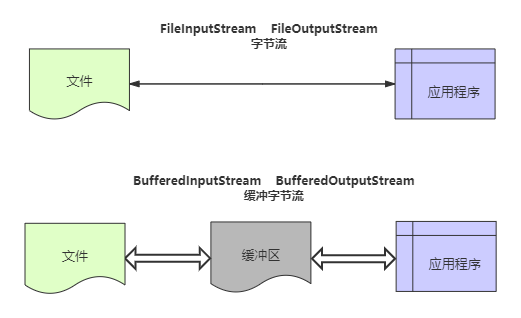 FileInputStream FileOutputStream
字节流
文件
应用程序
BufferedInputStream BufferedOutputStream
缓冲字节流
文件
缓冲区
应用程序